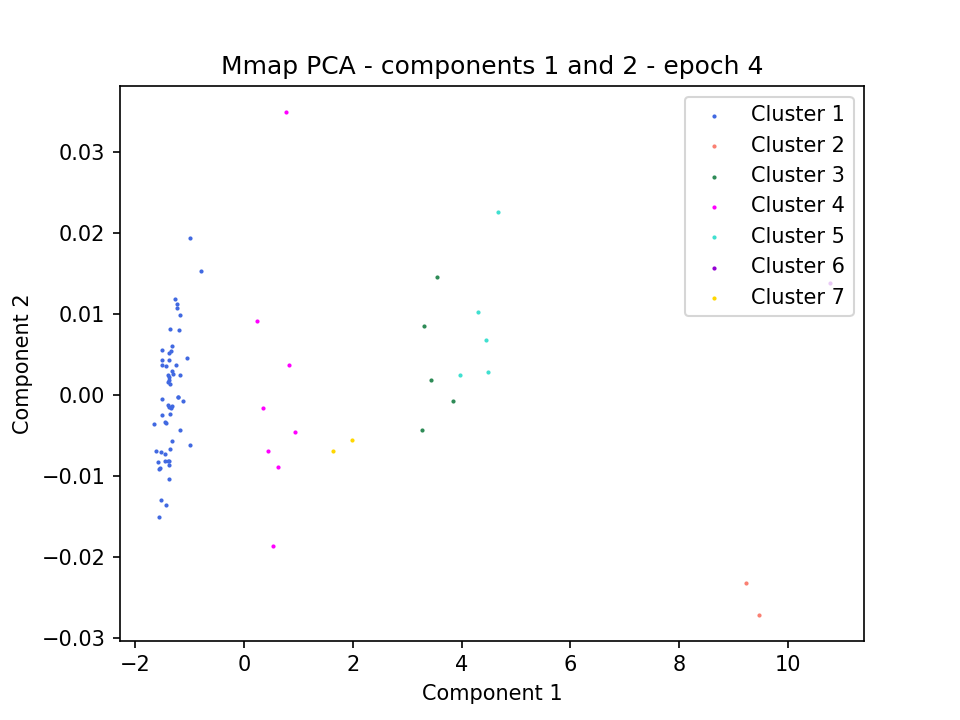 Mmap PCA - components 1 and 2 - epoch 4
Component 2
0.03
0.02
0.01
0.00
−0.01
−0.02
−0.03
−2
0
2
4
6
8
10
Component 1
Cluster 1
Cluster 2
Cluster 3
Cluster 4
Cluster 5
Cluster 6
Cluster 7